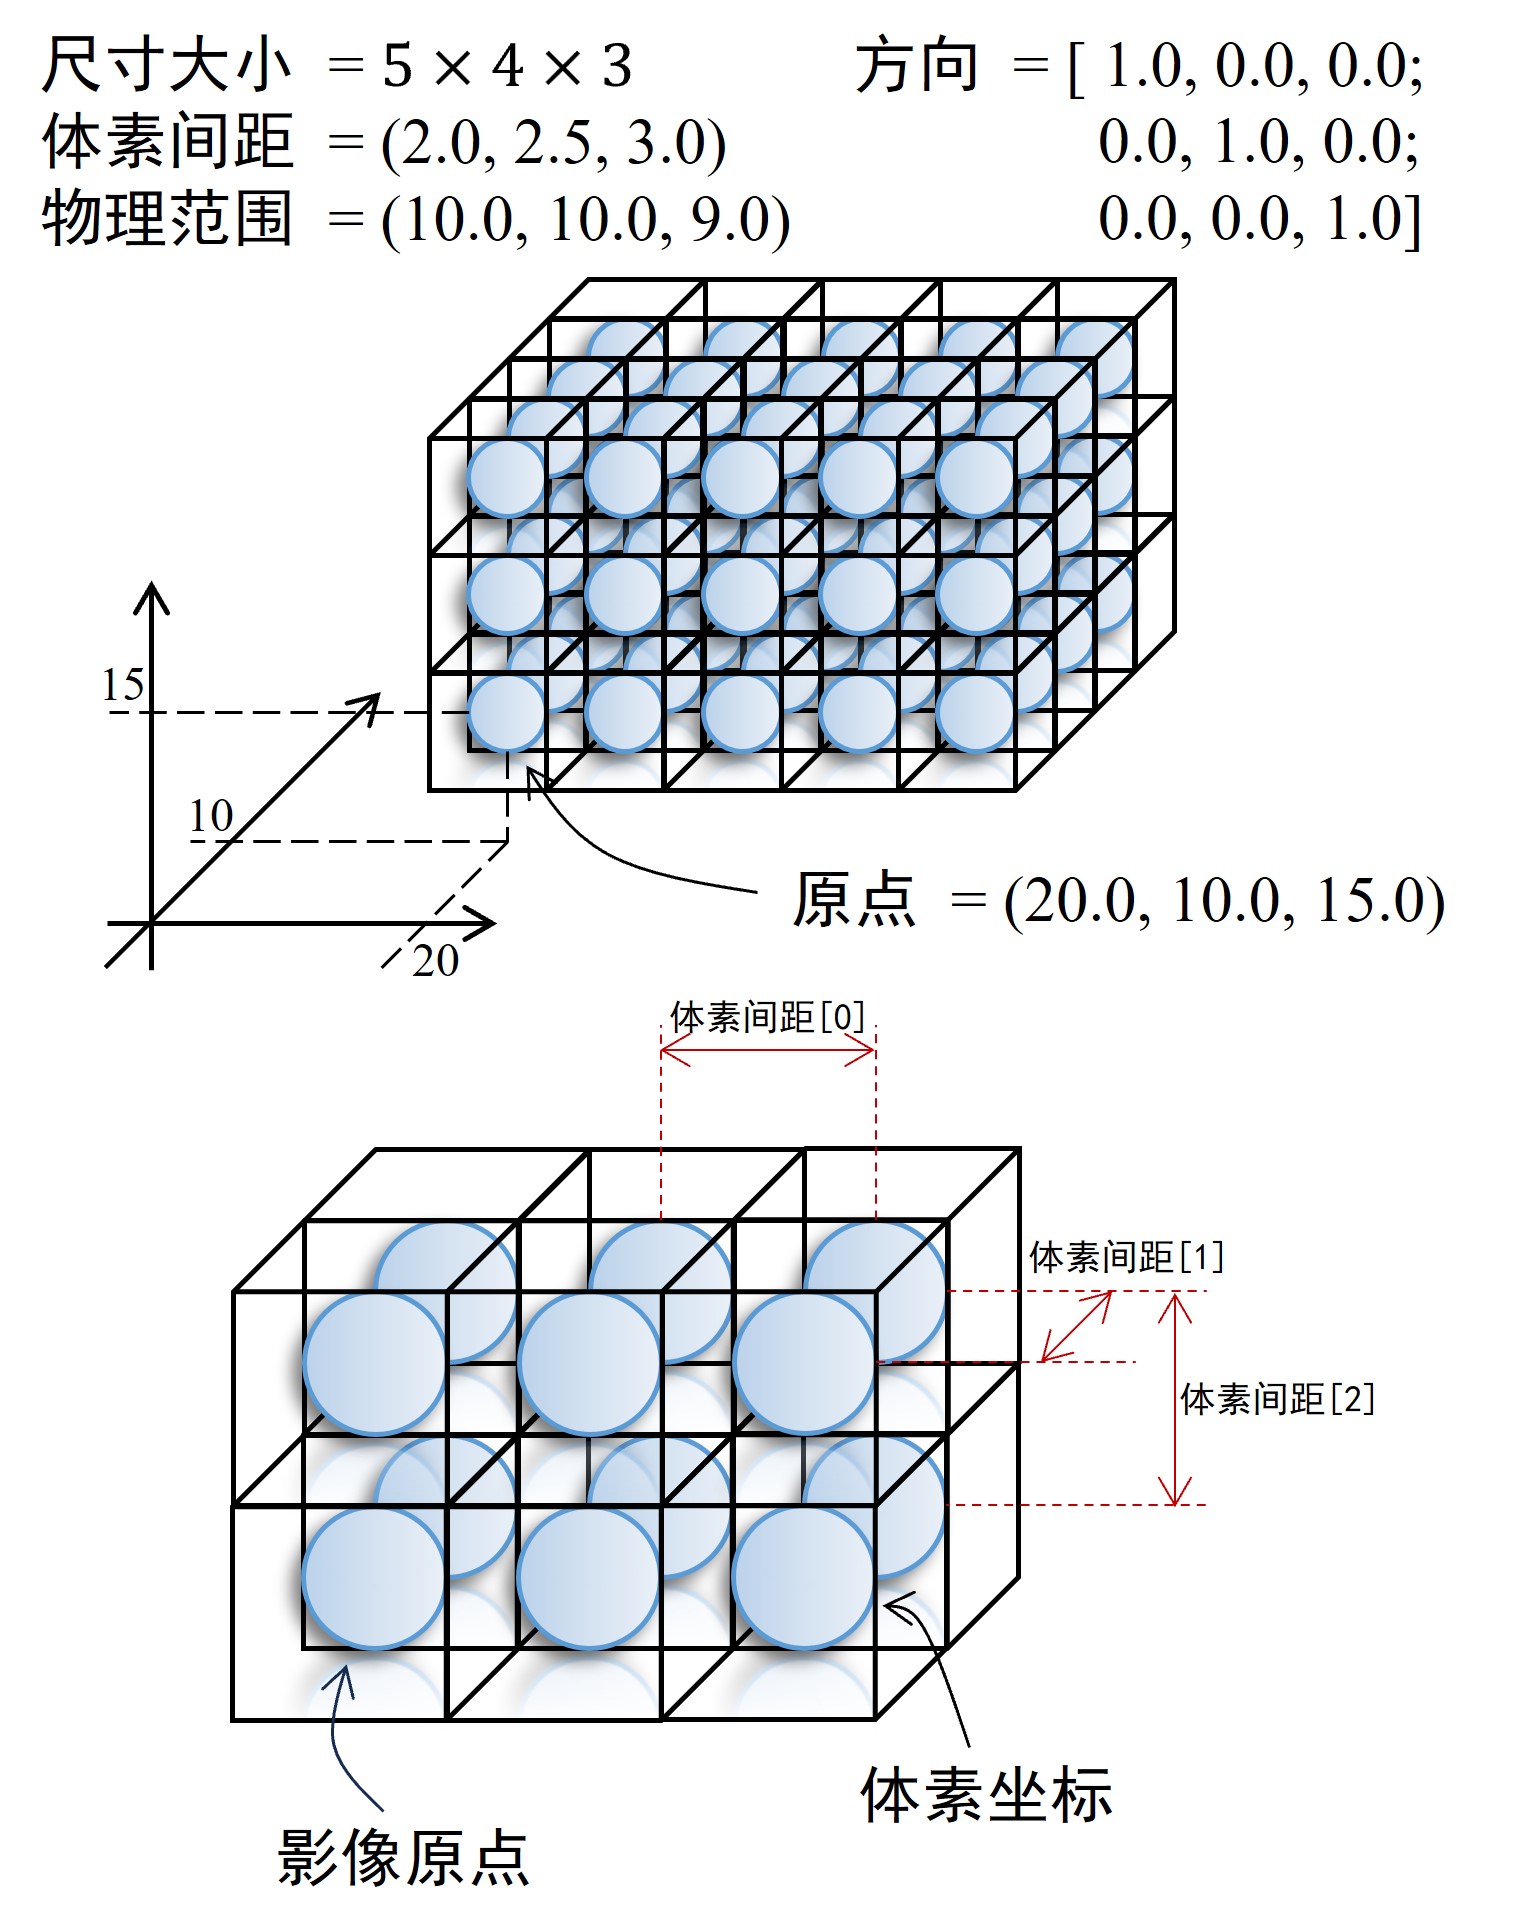 尺寸大小 = 5 × 4 × 3
体素间距 = (2.0, 2.5, 3.0)
物理范围 = (10.0, 10.0, 9.0)
方向 = [ 1.0, 0.0, 0.0;
0.0, 1.0, 0.0;
0.0, 0.0, 1.0]
15
10
20
原点 = (20.0, 10.0, 15.0)
体素间距[0]
体素间距[1]
体素间距[2]
体素坐标
影像原点